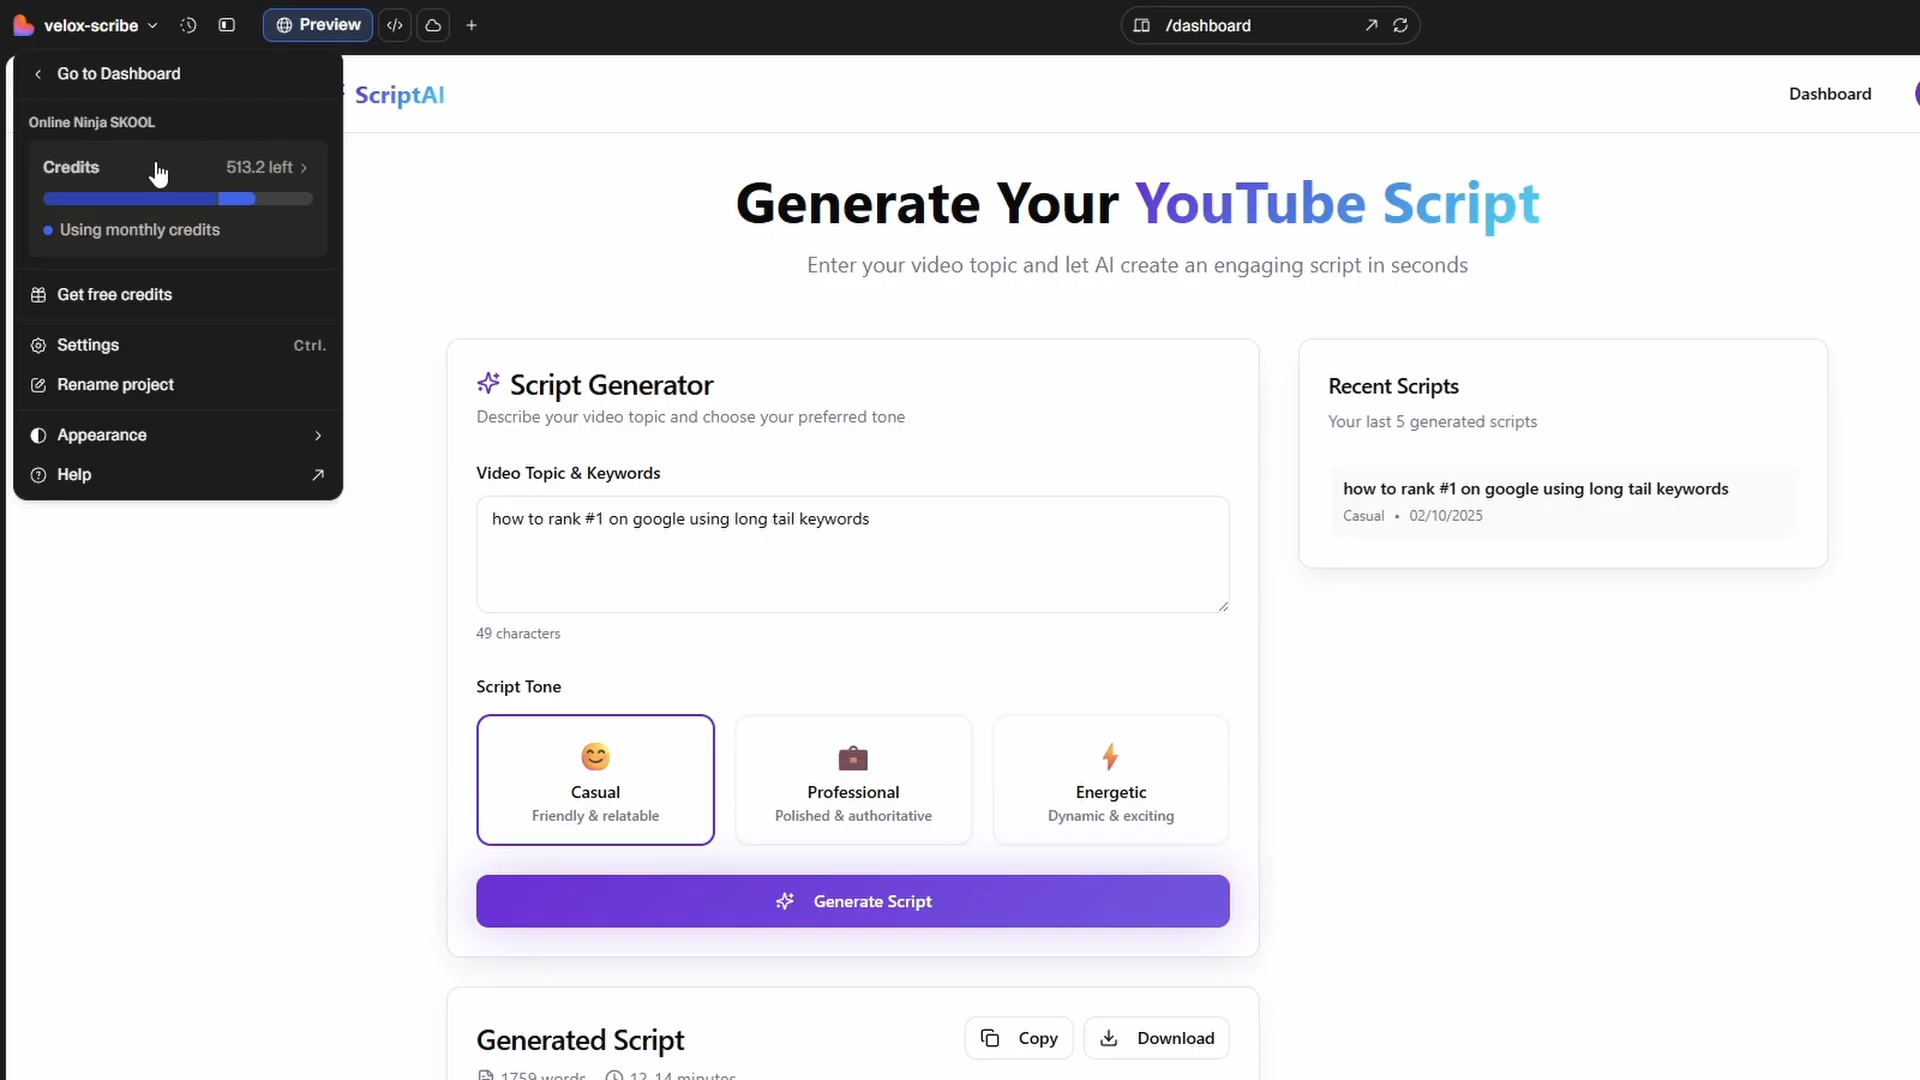 velox-scribe
Preview
/dashboard
Go to Dashboard
Online Ninja SKOOL
Credits
513.2 left
Using monthly credits
Get free credits
Settings
Ctrl.
Rename project
Appearance
Help
ScriptAI
Dashboard
Generate Your YouTube Script
Enter your video topic and let AI create an engaging script in seconds
Script Generator
Describe your video topic and choose your preferred tone
Video Topic & Keywords
how to rank #1 on google using long tail keywords
49 characters
Script Tone
Casual
Friendly & relatable
Professional
Polished & authoritative
Energetic
Dynamic & exciting
Generate Script
Recent Scripts
Your last 5 generated scripts
how to rank #1 on google using long tail keywords
Casual • 02/10/2025
Generated Script
Copy
Download
1759 words
12-14 minutes